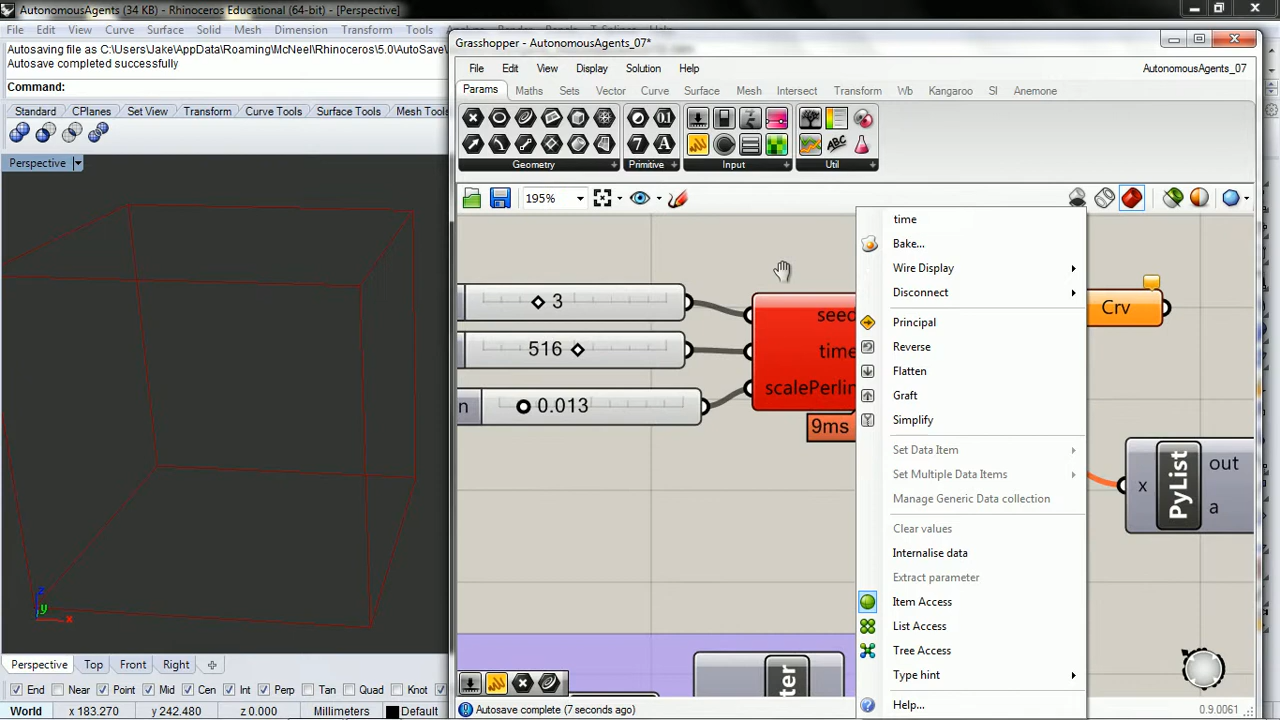 AutonomousAgents (34 KB) - Rhinoceros Educational (64-bit) - [Perspective]
File Edit View Curve Surface Solid Mesh Dimension Transform Tools
Autosaving file as C:\Users\Jake\AppData\Roaming\McNeel\Rhinoceros\5.0\AutoSave
Autosave completed successfully
Command:
Standard CPlanes Set View Transform Curve Tools Surface Tools Mesh Tools
Perspective
z
y
x
Perspective Top Front Right
End Near Point Mid Cen Int Perp Tan Quad Knot
World x 183.270 y 242.480 z 0.000 Millimeters Default
Grasshopper - AutonomousAgents_07*
File Edit View Display Solution Help AutonomousAgents_07
Params Maths Sets Vector Curve Surface Mesh Intersect Transform Wb Kangaroo Anemone
Geometry Primitive Input Util
195%
3
516
n 0.013
seed
time
scalePerlin
9ms
Crv
x PyList out
a
time
Bake...
Wire Display
Disconnect
Principal
Reverse
Flatten
Graft
Simplify
Set Data Item
Set Multiple Data Items
Manage Generic Data collection
Clear values
Internalise data
Extract parameter
Item Access
List Access
Tree Access
Type hint
Help...
ter
Autosave complete (7 seconds ago) 0.9.0061